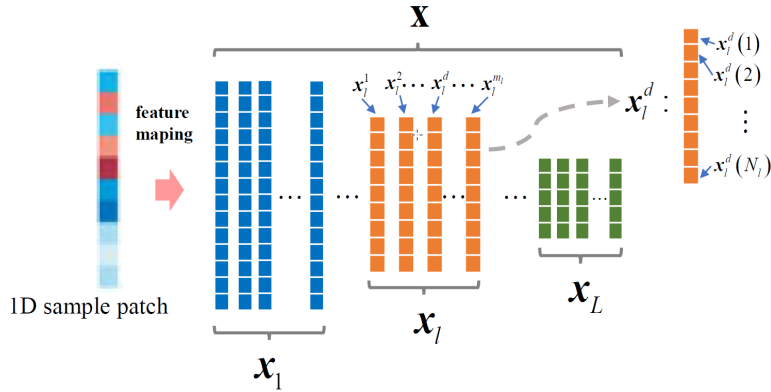 X
x_l^1 x_l^2 ⋯ x_l^d ⋯ x_l^{m_l}
x_l^d :
x_l^d(1)
x_l^d(2)
⋮
x_l^d(N_l)
feature
maping
⋯ ⋯ ⋯ ⋯ ⋯
1D sample patch
x_1
x_l
x_L